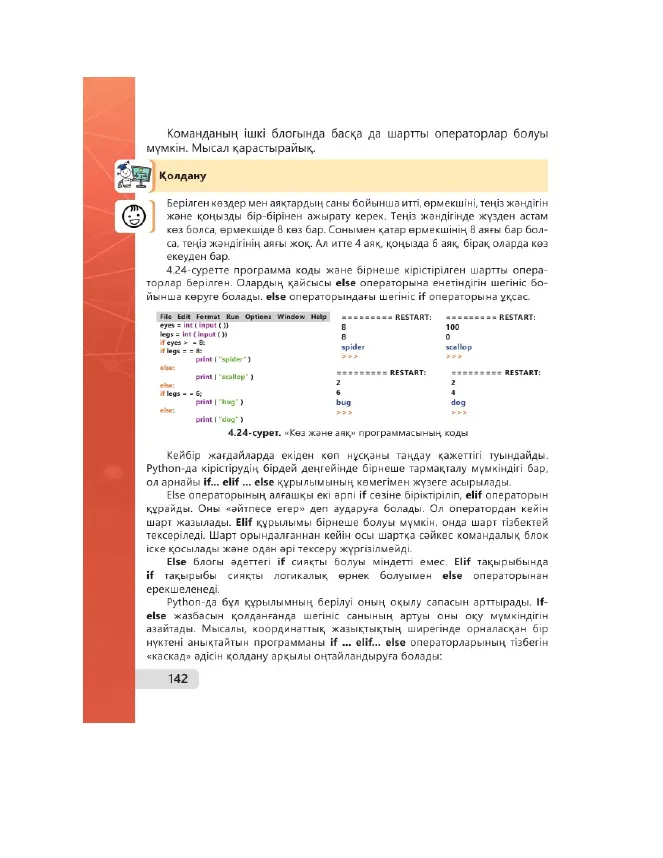 Команданың ішкі блогында басқа да шартты операторлар болуы
мүмкін. Мысал қарастырайық.
Қолдану
Берілген көздер мен аяқтардың саны бойынша итті, өрмекшіні, теңіз жәндігін
және қоңызды бір-бірінен ажырату керек. Теңіз жәндігінде жүзден астам
көз болса, өрмекшіде 8 көз бар. Сонымен қатар өрмекшінің 8 аяғы бар бол-
са, теңіз жәндігінің аяғы жоқ. Ал итте 4 аяқ, қоңызда 6 аяқ, бірақ оларда көз
екеуден бар.
4.24-суретте программа коды және бірнеше кірістірілген шартты опера-
торлар берілген. Олардың қайсысы else операторына енетіндігін шегініс бо-
йынша көруге болады. else операторындағы шегініс if операторына ұқсас.
File Edit Format Run Options Window Help
eyes = int ( input ( ))
legs = int ( input ( ))
if eyes > = 8:
if legs = = 8:
print ( "spider" )
else:
print ( "scallop" )
else:
if legs = = 6;
print ( "bug" )
else:
print ( "dog" )
========= RESTART:
8
8
spider
>>>
========= RESTART:
100
0
scallop
>>>
========= RESTART:
2
6
bug
>>>
========= RESTART:
2
4
dog
>>>
4.24-сурет. «Көз және аяқ» программасының коды
Кейбір жағдайларда екіден көп нұсқаны таңдау қажеттігі туындайды.
Python-да кірістірудің бірдей деңгейінде бірнеше тармақталу мүмкіндігі бар,
ол арнайы if... elif ... else құрылымының көмегімен жүзеге асырылады.
Else операторының алғашқы екі әрпі if сөзіне біріктіріліп, elif операторын
құрайды. Оны «әйтпесе егер» деп аударуға болады. Ол оператордан кейін
шарт жазылады. Elif құрылымы бірнеше болуы мүмкін, онда шарт тізбектей
тексеріледі. Шарт орындалғаннан кейін осы шартқа сәйкес командалық блок
іске қосылады және одан әрі тексеру жүргізілмейді.
Else блогы әдеттегі if сияқты болуы міндетті емес. Elif тақырыбында
if тақырыбы сияқты логикалық өрнек болуымен else операторынан
ерекшеленеді.
Python-да бұл құрылымның берілуі оның оқылу сапасын арттырады. If-
else жазбасын қолданғанда шегініс санының артуы оны оқу мүмкіндігін
азайтады. Мысалы, координаттық жазықтықтың ширегінде орналасқан бір
нүктені анықтайтын программаны if ... elif... else операторларының тізбегін
«каскад» әдісін қолдану арқылы оңтайландыруға болады:
142